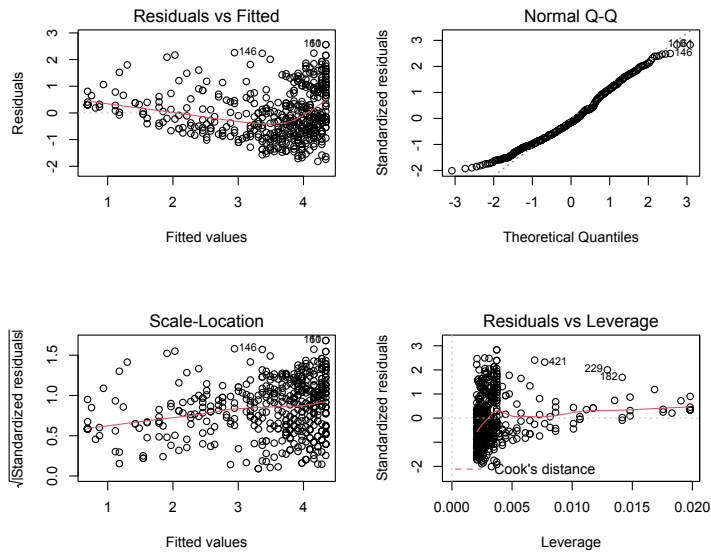 Residuals vs Fitted
Residuals
3
2
1
0
-1
-2
146
1 2 3 4
Fitted values
Normal Q-Q
Standardized residuals
3
2
1
0
-1
-2
146
-3 -2 -1 0 1 2 3
Theoretical Quantiles
Scale-Location
√|Standardized residuals|
1.5
1.0
0.5
0.0
146
1 2 3 4
Fitted values
Residuals vs Leverage
Standardized residuals
3
2
1
0
-1
-2
421
229
182
Cook's distance
0.000 0.005 0.010 0.015 0.020
Leverage